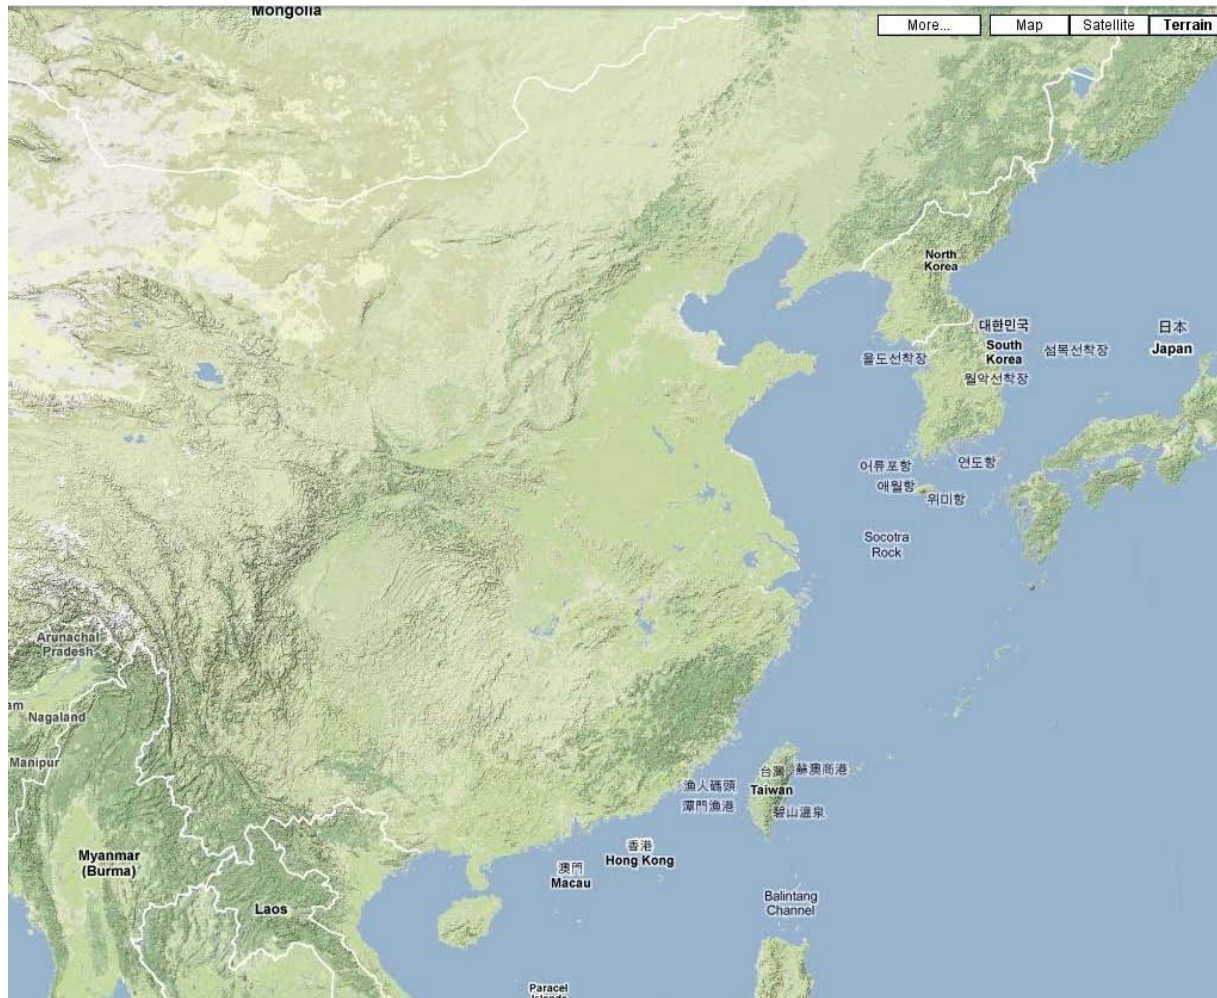 Mongolia
More...
Map
Satellite
Terrain
North
Korea
대한민국
South
Korea
日本
Japan
울도선착장
섬목선착장
월악선착장
어류포항
연도항
애월항
위미항
Socotra
Rock
Arunachal
Pradesh
am
Nagaland
Manipur
台灣
Taiwan
蘇澳商港
漁人碼頭
潭門漁港
碧山溫泉
Myanmar
(Burma)
香港
Hong Kong
澳門
Macau
Laos
Balintang
Channel
Paracel
Islands